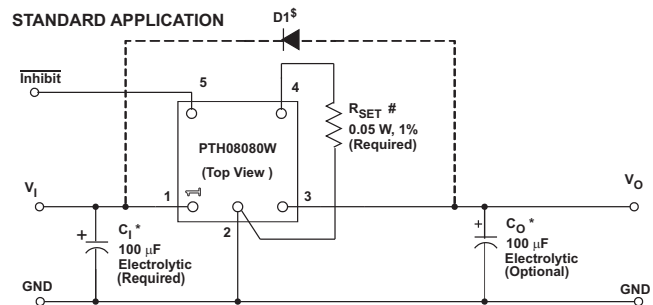 STANDARD APPLICATION
D1$
Inhibit
5
4
RSET #
0.05 W, 1%
(Required)
PTH08080W
(Top View )
VI
1
3
VO
2
+
CI *
100 μF
Electrolytic
(Required)
+
CO *
100 μF
Electrolytic
(Optional)
GND
GND